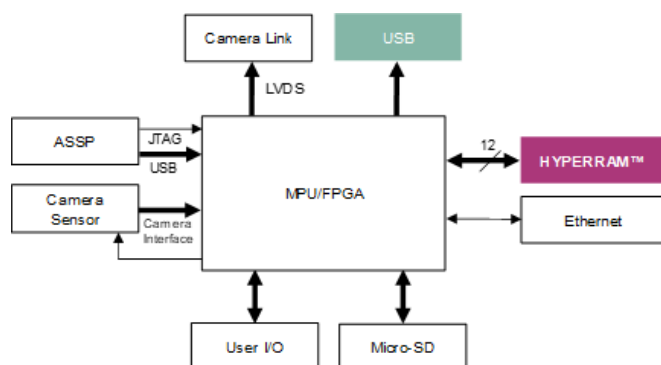 Camera Link
USB
LVDS
ASSP
JTAG
USB
12
HYPERRAM™
MPU/FPGA
Camera
Sensor
Camera
Interface
Ethernet
User I/O
Micro-SD